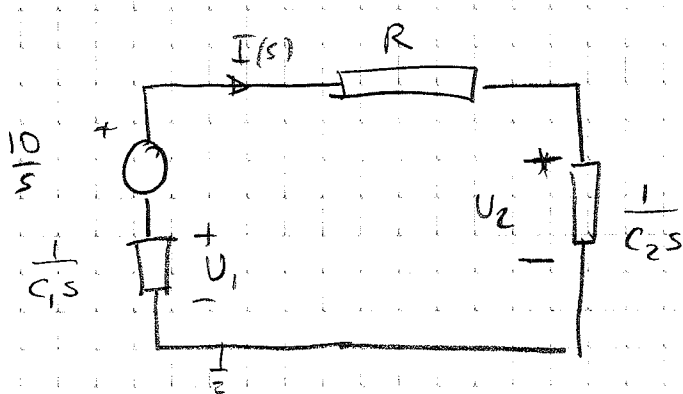 I(s)
R
+
10/s
+
U₁
-
1/(C₁s)
+
U₂
-
1/(C₂s)